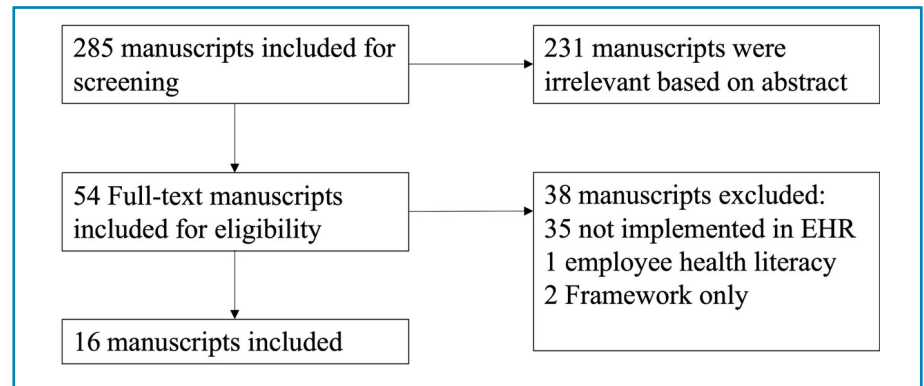 285 manuscripts included for
screening
231 manuscripts were
irrelevant based on abstract
54 Full-text manuscripts
included for eligibility
38 manuscripts excluded:
35 not implemented in EHR
1 employee health literacy
2 Framework only
16 manuscripts included